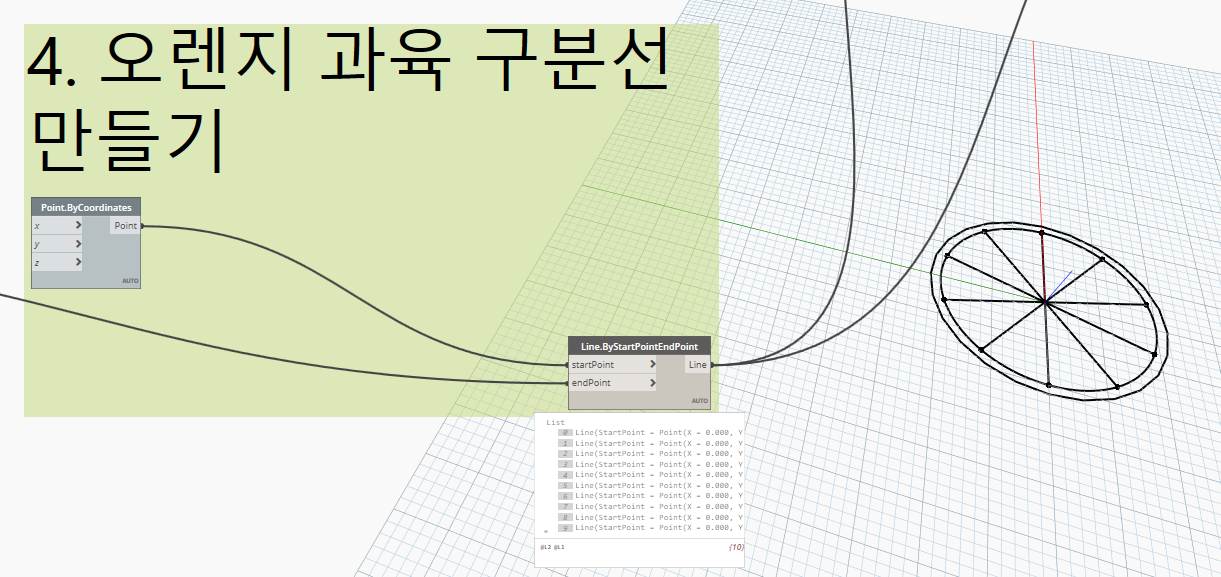 4. 오렌지 과육 구분선
만들기
Point.ByCoordinates
x > Point
y >
z >
AUTO
Line.ByStartPointEndPoint
startPoint > Line
endPoint >
AUTO
List
0 Line(StartPoint = Point(X = 0.000, Y
1 Line(StartPoint = Point(X = 0.000, Y
2 Line(StartPoint = Point(X = 0.000, Y
3 Line(StartPoint = Point(X = 0.000, Y
4 Line(StartPoint = Point(X = 0.000, Y
5 Line(StartPoint = Point(X = 0.000, Y
6 Line(StartPoint = Point(X = 0.000, Y
7 Line(StartPoint = Point(X = 0.000, Y
8 Line(StartPoint = Point(X = 0.000, Y
9 Line(StartPoint = Point(X = 0.000, Y
@L2 @L1 {10}